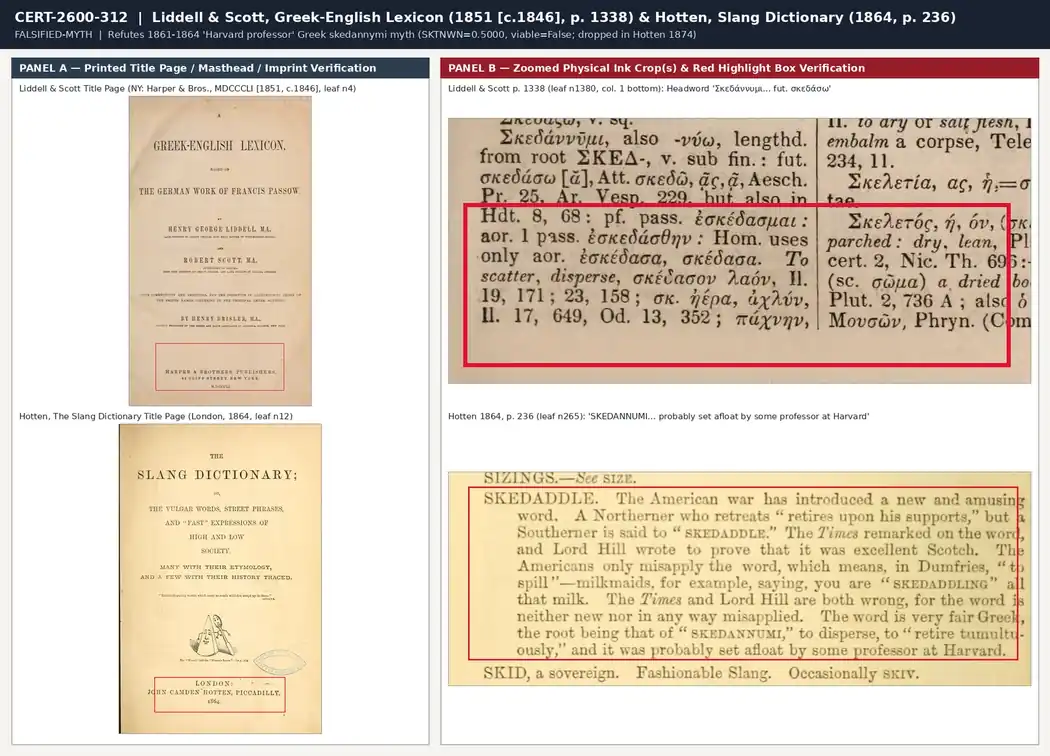 CERT-2600-312 | Liddell & Scott, Greek-English Lexicon (1851 [c.1846], p. 1338) & Hotten, Slang Dictionary (1864, p. 236)
FALSIFIED-MYTH | Refutes 1861-1864 'Harvard professor' Greek skedannymi myth (SKTNWN=0.5000, viable=False; dropped in Hotten 1874)
PANEL A — Printed Title Page / Masthead / Imprint Verification
Liddell & Scott Title Page (NY: Harper & Bros., MDCCCLI [1851, c.1846], leaf n4)
A
GREEK-ENGLISH LEXICON,
BASED ON
THE GERMAN WORK OF FRANCIS PASSOW
BY
HENRY GEORGE LIDDELL, M.A.
AND
ROBERT SCOTT, M.A.
BY HENRY DRISLER, M.A.,
HARPER & BROTHERS, PUBLISHERS,
82 CLIFF STREET, NEW YORK.
Hotten, The Slang Dictionary Title Page (London, 1864, leaf n12)
THE
SLANG DICTIONARY;
OR,
THE VULGAR WORDS, STREET PHRASES,
AND "FAST" EXPRESSIONS OF
HIGH AND LOW
SOCIETY.
MANY WITH THEIR ETYMOLOGY,
AND A FEW WITH THEIR HISTORY TRACED.
LONDON:
JOHN CAMDEN HOTTEN, PICCADILLY.
1864.
PANEL B — Zoomed Physical Ink Crop(s) & Red Highlight Box Verification
Liddell & Scott p. 1338 (leaf n1380, col. 1 bottom): Headword 'Σκεδάννυμι... fut. σκεδάσω'
Σκεδάννῡμι, also -νύω, lengthd.
from root ΣΚΕΔ-, v. sub fin.: fut.
σκεδάσω [ᾰ], Att. σκεδῶ, ᾷς, ᾷ, Aesch.
Pr. 25, Ar. Vesp. 229, but also in
Hdt. 8, 68: pf. pass. ἐσκέδασμαι:
aor. 1 pass. ἐσκεδάσθην: Hom. uses
only aor. ἐσκέδασα, σκέδασα. To
scatter, disperse, σκέδασον λαόν, Il.
19, 171; 23, 158; σκ. ἠέρα, ἀχλύν,
Il. 17, 649, Od. 13, 352; πάχνην,
II. to dry or salt flesh,
embalm a corpse, Tele
234, 11.
Σκελετία, ας, ἡ,=σ
tae.
Σκελετός, ή, όν, (σκ
parched: dry, lean, Pl
cert. 2, Nic. Th. 696:-
(sc. σῶμα) a dried bo
Plut. 2, 736 A; also ὁ
Μουσῶν, Phryn. (Com
Hotten 1864, p. 236 (leaf n265): 'SKEDANNUMI... probably set afloat by some professor at Harvard'
SIZINGS.—See SIZE.
SKEDADDLE. The American war has introduced a new and amusing
word. A Northerner who retreats "retires upon his supports," but a
Southerner is said to "SKEDADDLE." The Times remarked on the word,
and Lord Hill wrote to prove that it was excellent Scotch. The
Americans only misapply the word, which means, in Dumfries, "to
spill"—milkmaids, for example, saying, you are "SKEDADDLING" all
that milk. The Times and Lord Hill are both wrong, for the word is
neither new nor in any way misapplied. The word is very fair Greek,
the root being that of "SKEDANNUMI," to disperse, to "retire tumultu-
ously," and it was probably set afloat by some professor at Harvard.
SKID, a sovereign. Fashionable Slang. Occasionally SKIV.